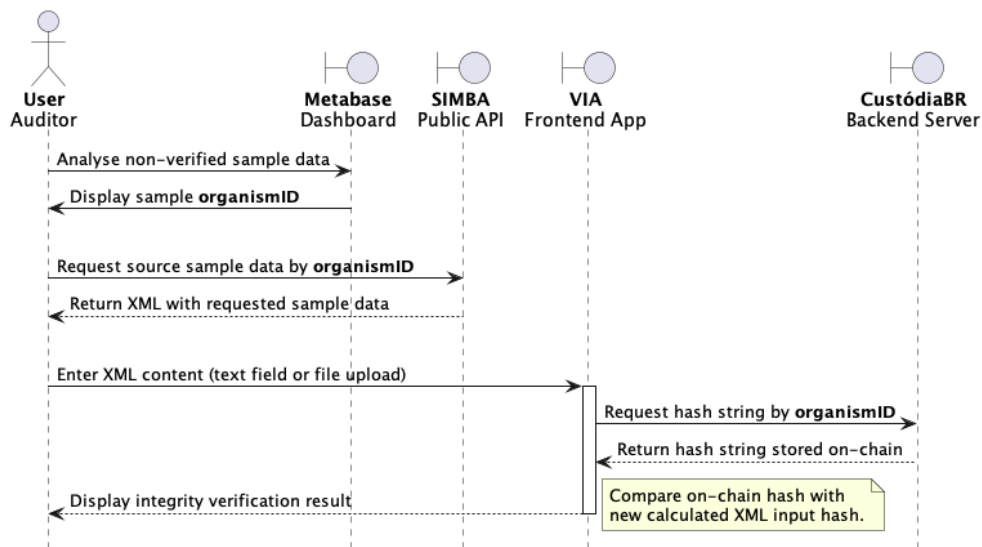 User
Auditor
Metabase
Dashboard
SIMBA
Public API
VIA
Frontend App
CustódiaBR
Backend Server
Analyse non-verified sample data
Display sample organismID
Request source sample data by organismID
Return XML with requested sample data
Enter XML content (text field or file upload)
Request hash string by organismID
Return hash string stored on-chain
Display integrity verification result
Compare on-chain hash with
new calculated XML input hash.